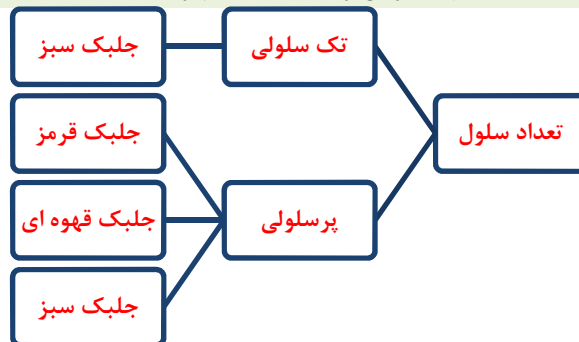 تعداد سلول
تک سلولی
جلبک سبز
پرسلولی
جلبک قرمز
جلبک قهوه ای
جلبک سبز